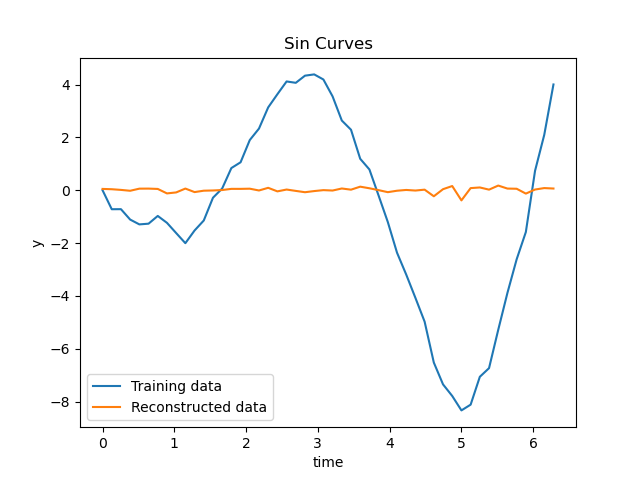 Sin Curves
4
2
0
−2
−4
−6
−8
y
Training data
Reconstructed data
0 1 2 3 4 5 6
time